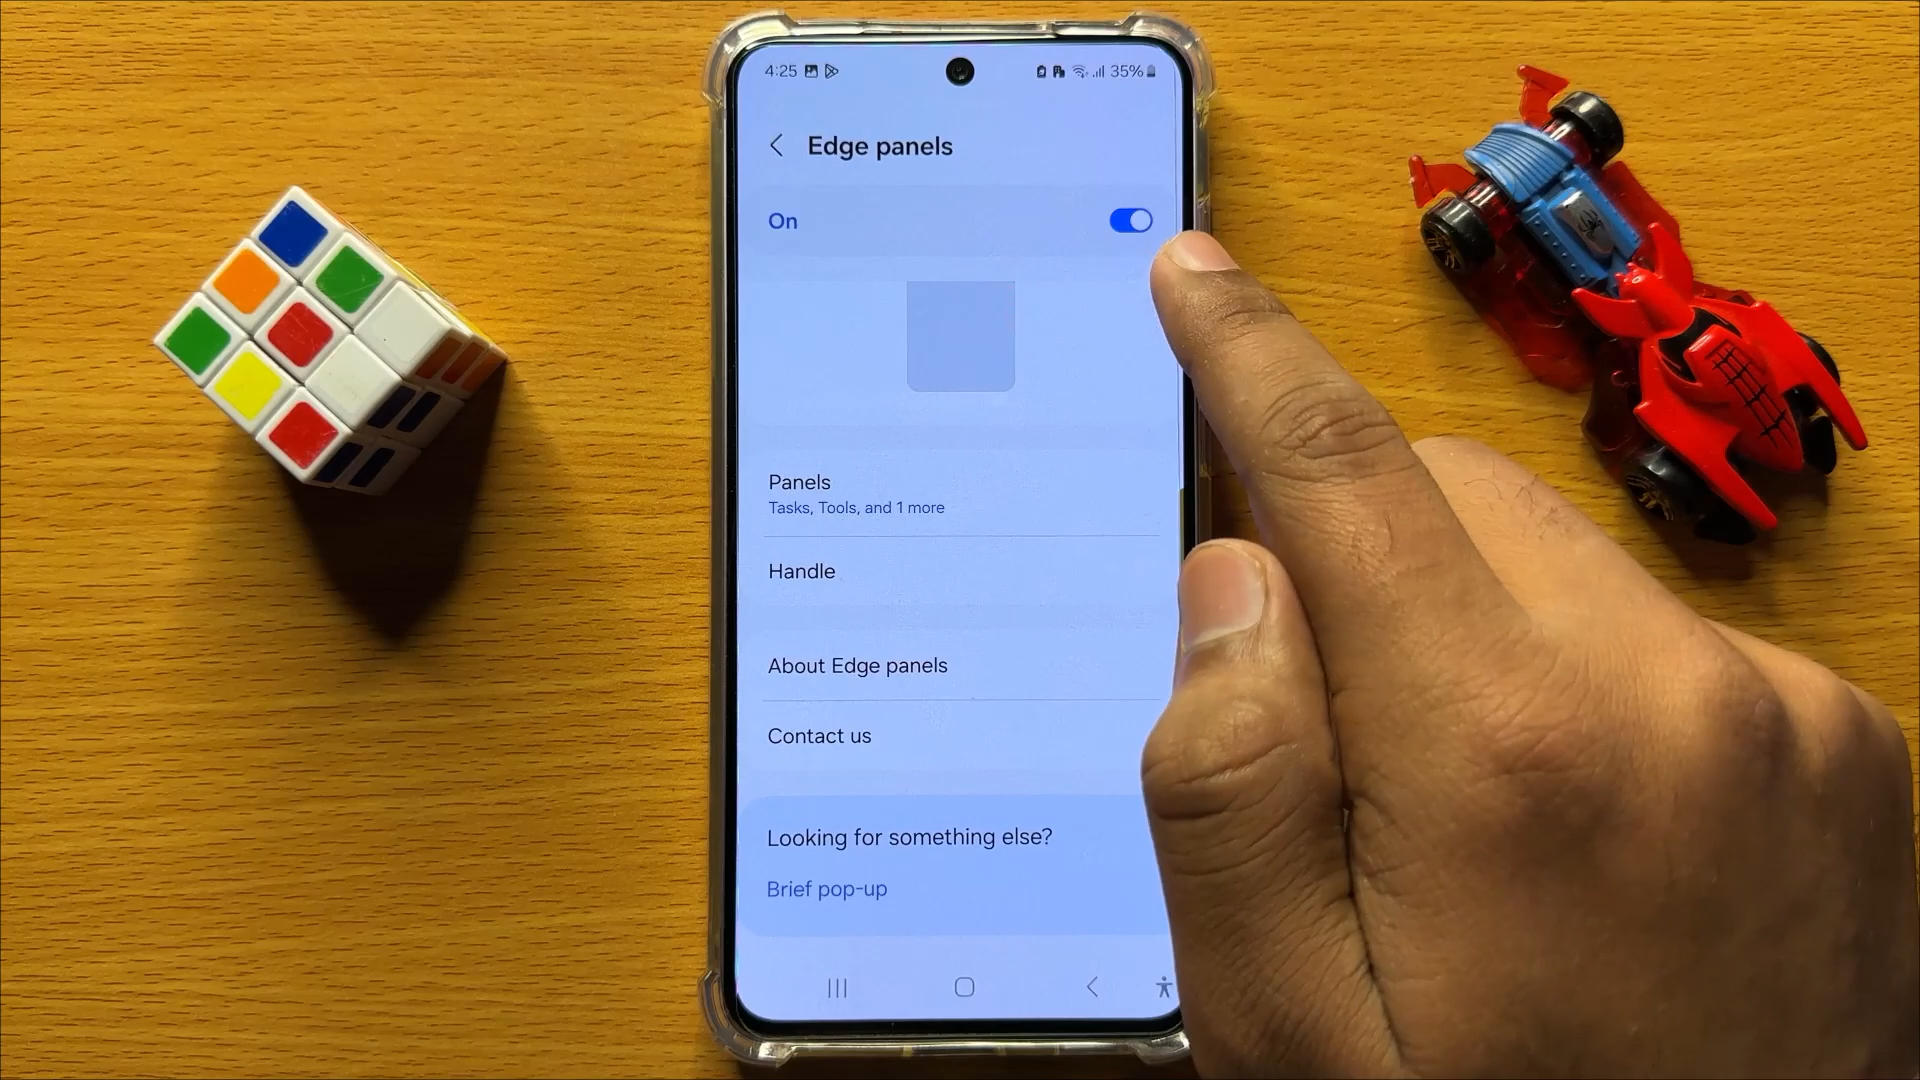 4:25 35%
Edge panels
On
Panels
Tasks, Tools, and 1 more
Handle
About Edge panels
Contact us
Looking for something else?
Brief pop-up